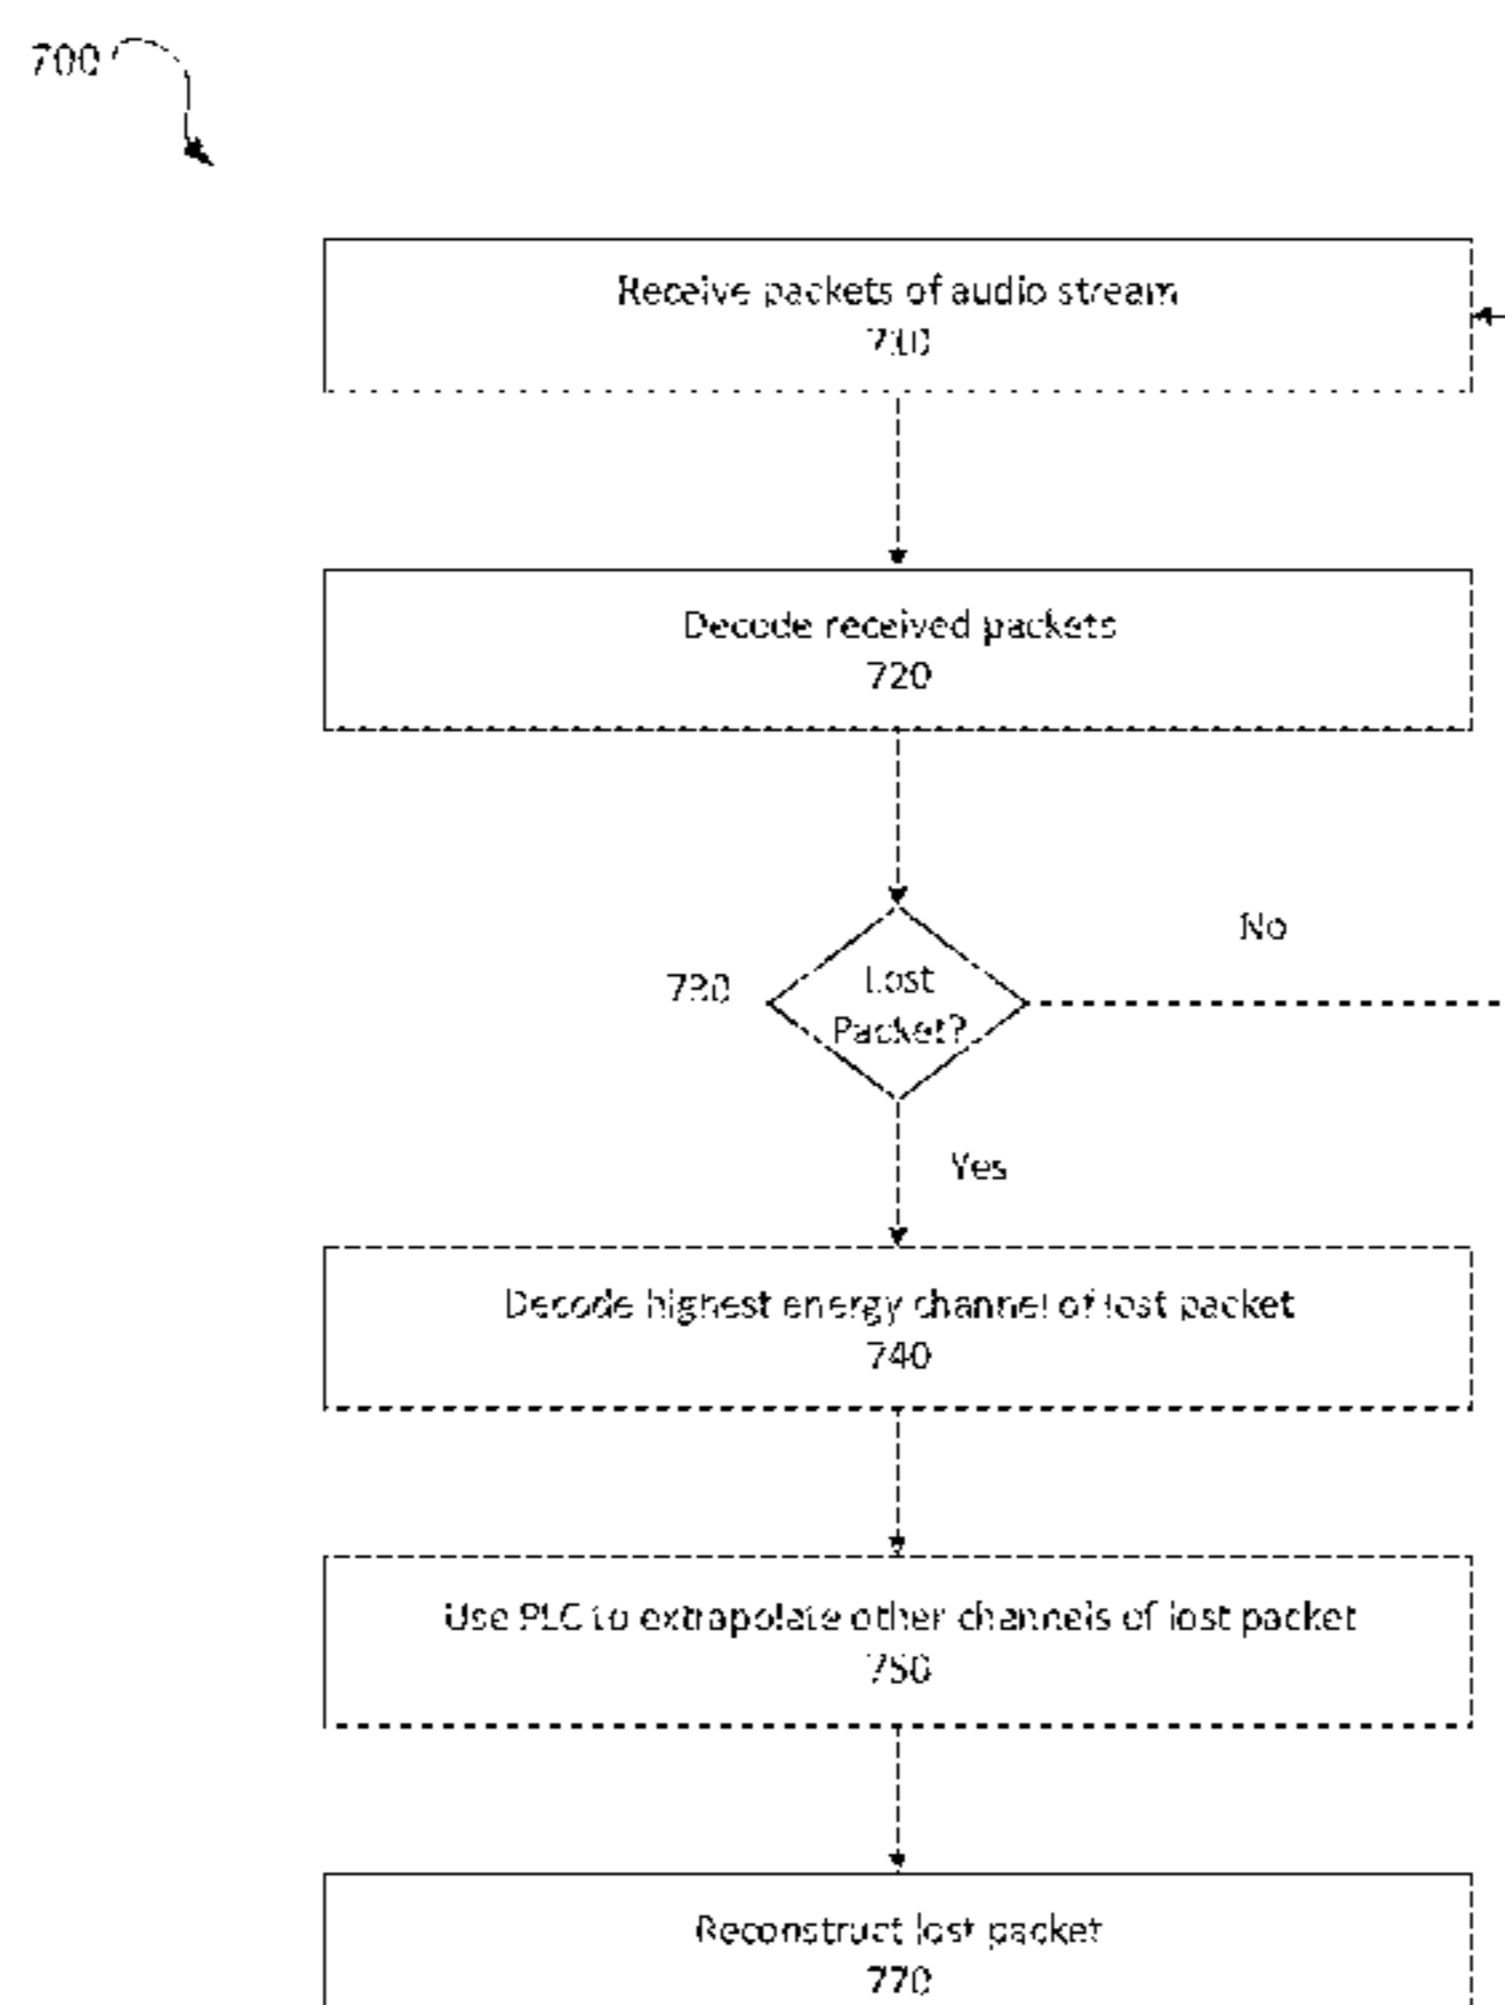 700
Receive packets of audio stream
710
Decode received packets
720
No
730
Lost
Packet?
Yes
Decode highest energy channel of lost packet
740
Use PLC to extrapolate other channels of lost packet
750
Reconstruct lost packet
770